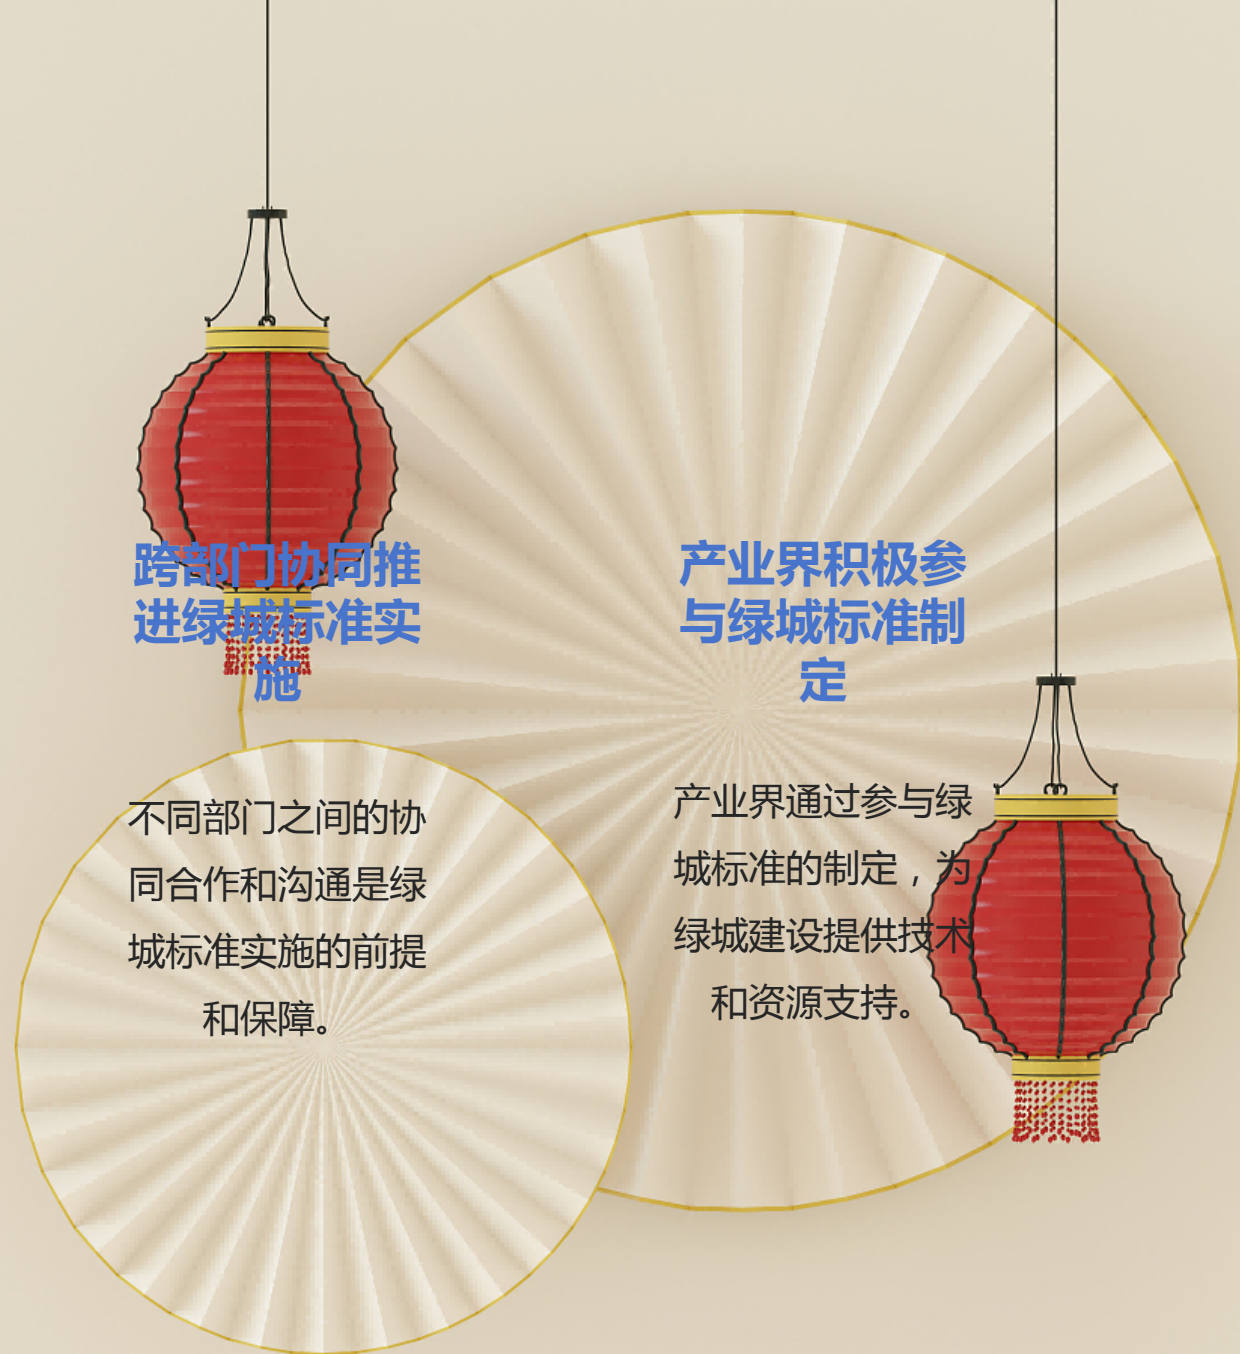 跨部门协同推
进绿城标准实
施
不同部门之间的协
同合作和沟通是绿
城标准实施的前提
和保障。
产业界积极参
与绿城标准制
定
产业界通过参与绿
城标准的制定，为
绿城建设提供技术
和资源支持。